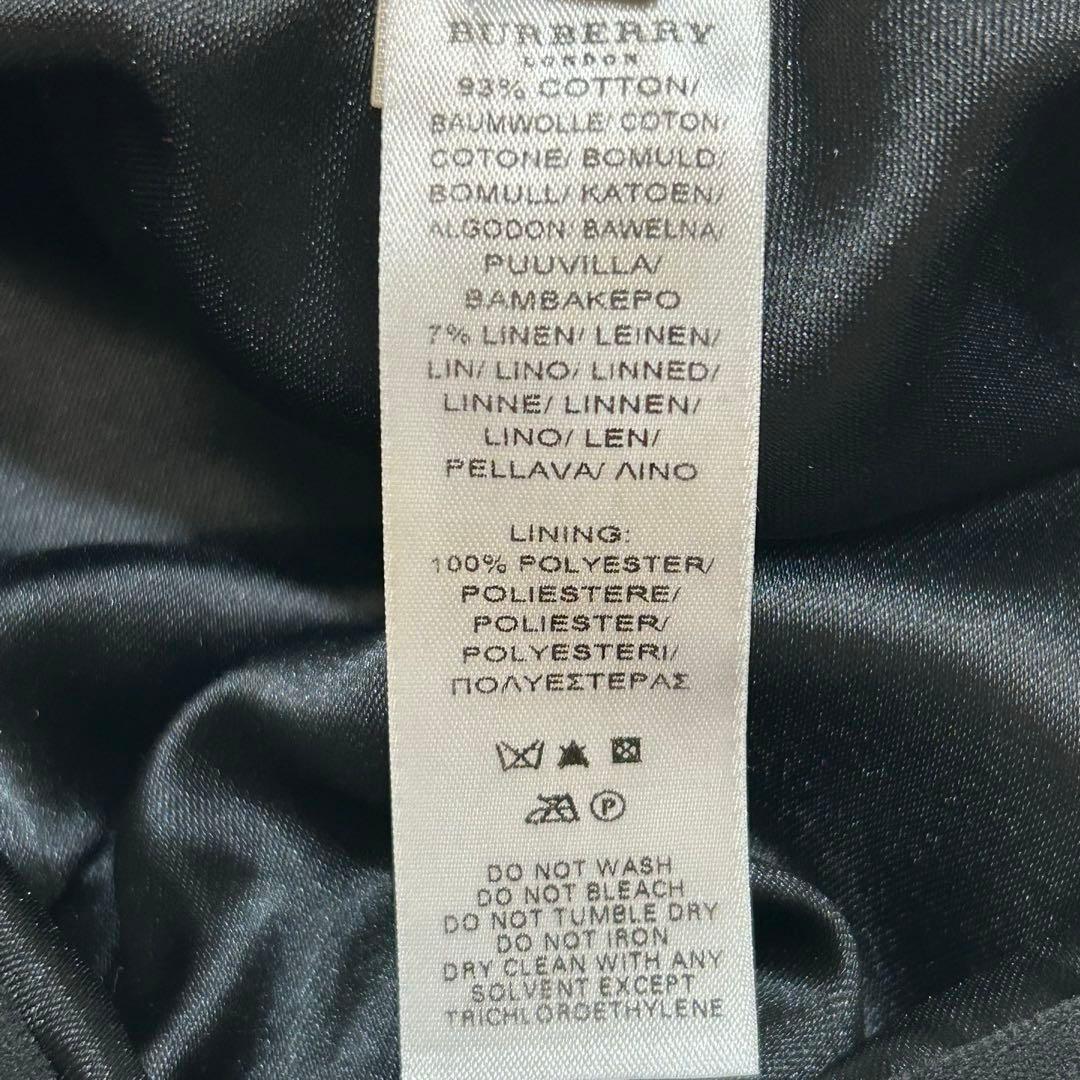 BURBERRY
LONDON
93% COTTON/
BAUMWOLLE/ COTON/
COTONE/ BOMULD/
BOMULL/ KATOEN/
ALGODON/ BAWELNA/
PUUVILLA/
BAMBAKEPO
7% LINEN/ LEINEN/
LIN/ LINO/ LINNED/
LINNE/ LINNEN/
LINO/ LEN/
PELLAVA/ ΛΙΝΟ
LINING:
100% POLYESTER/
POLIESTERE/
POLIESTER/
POLYESTERI/
ΠΟΛΥΕΣΤΕΡΑΣ
P
DO NOT WASH
DO NOT BLEACH
DO NOT TUMBLE DRY
DO NOT IRON
DRY CLEAN WITH ANY
SOLVENT EXCEPT
TRICHLOROETHYLENE